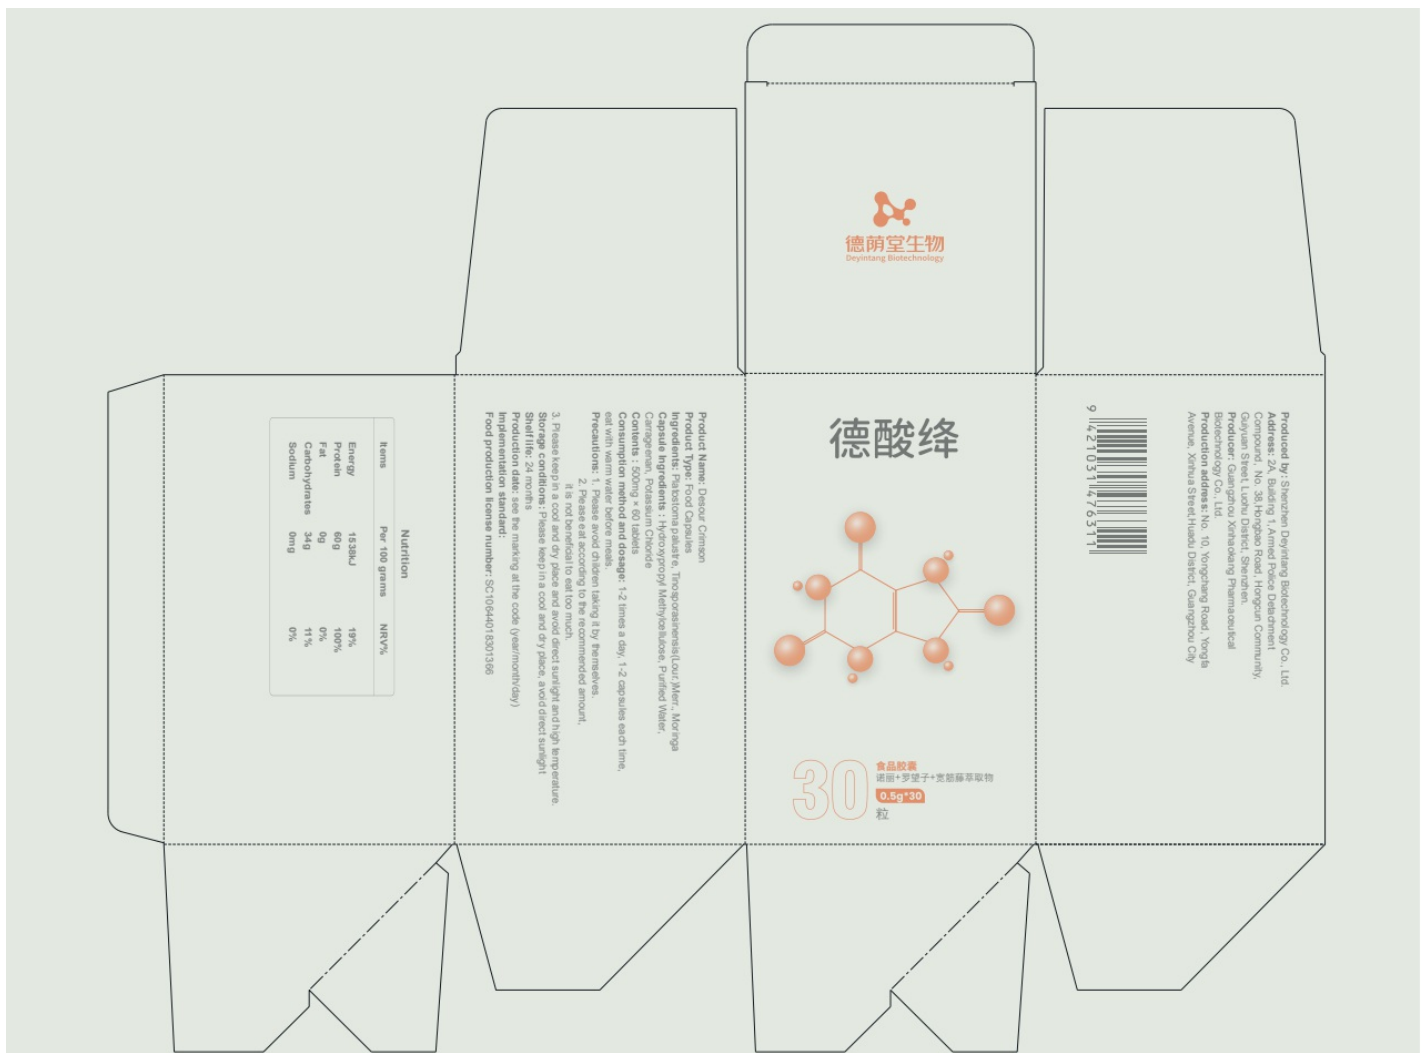 德荫堂生物
Deyintang Biotechnology
德酸绛
30
食品胶囊
诺丽+罗望子+宽筋藤萃取物
0.5g*30
粒
Produced by: Shenzhen Deyintang Biotechnology Co., Ltd.
Address: 2A, Building 1, Armed Police Detachment
Compound, No. 38,Hongbao Road, Hongcun Community,
Guiyuan Street, Luohu District, Shenzhen.
Producer: Guangzhou Xinhaokang Pharmaceutical
Biotechnology Co., Ltd.
Production address: No. 10, Yongchang Road, Yongfa
Avenue, Xinhua Street,Huadu District, Guangzhou City
9 421031 476311
Product Name: Desour Crimson
Product Type: Food Capsules
Ingredients: Platostoma palustre, Tinosporasinensis(Lour.)Merr., Moringa
Capsule Ingredients : Hydroxypropyl Methylcellulose, Purified Water,
Carrageenan, Potassium Chloride
Contents : 500mg × 60 tablets
Consumption method and dosage: 1-2 times a day, 1-2 capsules each time,
eat with warm water before meals.
Precautions: 1. Please avoid children taking it by themselves.
2. Please eat according to the recommended amount,
it is not beneficial to eat too much.
3. Please keep in a cool and dry place and avoid direct sunlight and high temperature.
Storage conditions: Please keep in a cool and dry place, avoid direct sunlight
Shelf life: 24 months
Production date: see the marking at the code (year/month/day)
Implementation standard:
Food production license number: SC10644018301366
Nutrition
Items Per 100 grams NRV%
Energy 1538kJ 19%
Protein 60g 100%
Fat 0g 0%
Carbohydrates 34g 11%
Sodium 0mg 0%